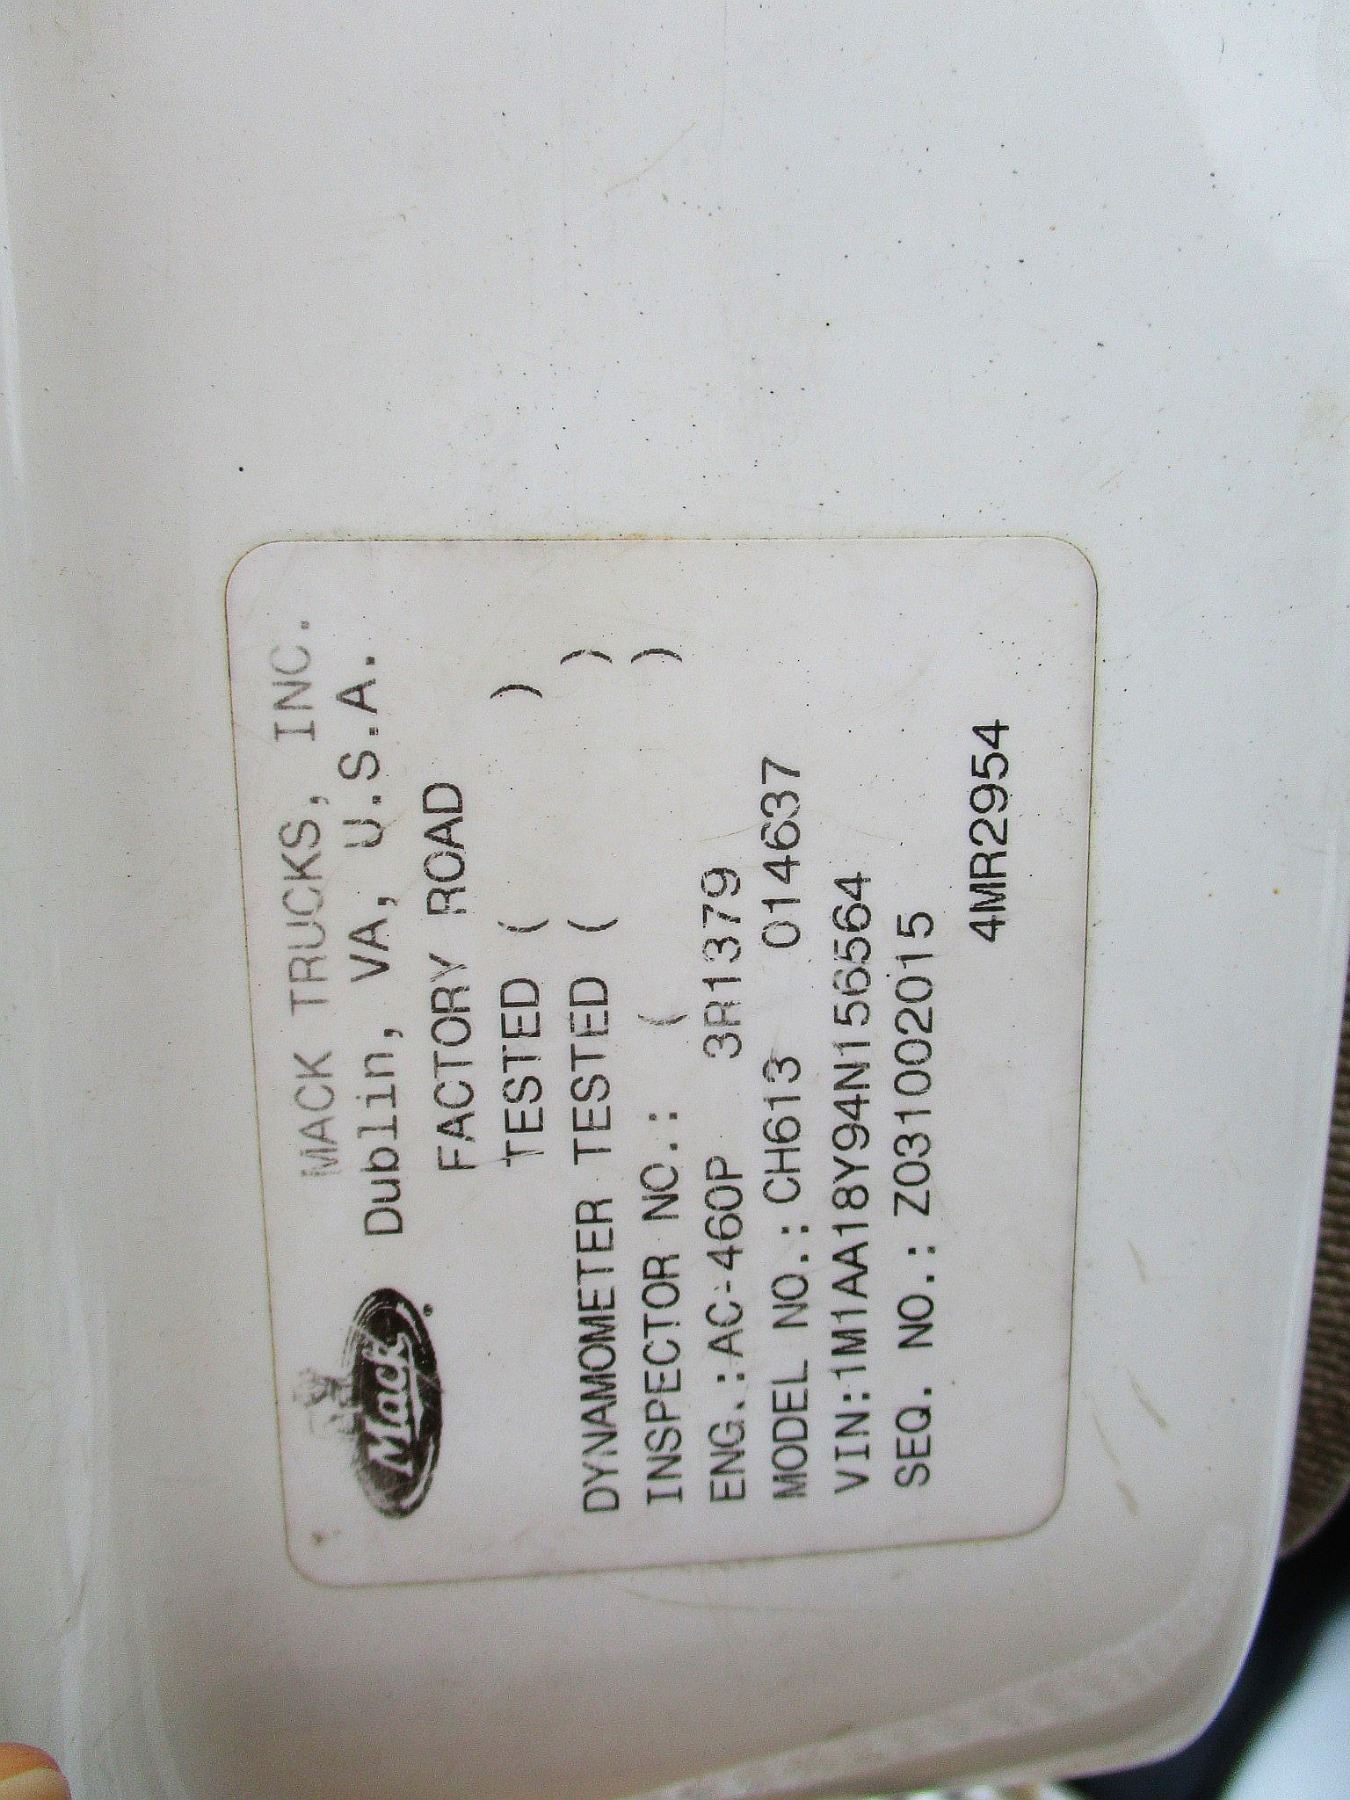 Mack
MACK TRUCKS, INC.
Dublin, VA, U.S.A.
FACTORY ROAD
TESTED ( )
DYNAMOMETER TESTED ( )
INSPECTOR NO.: ( )
ENG.:AC-460P 3R1379
MODEL NO.: CH613 014637
VIN:1M1AA18Y94N156564
SEQ. NO.: Z031002015
4MR2954